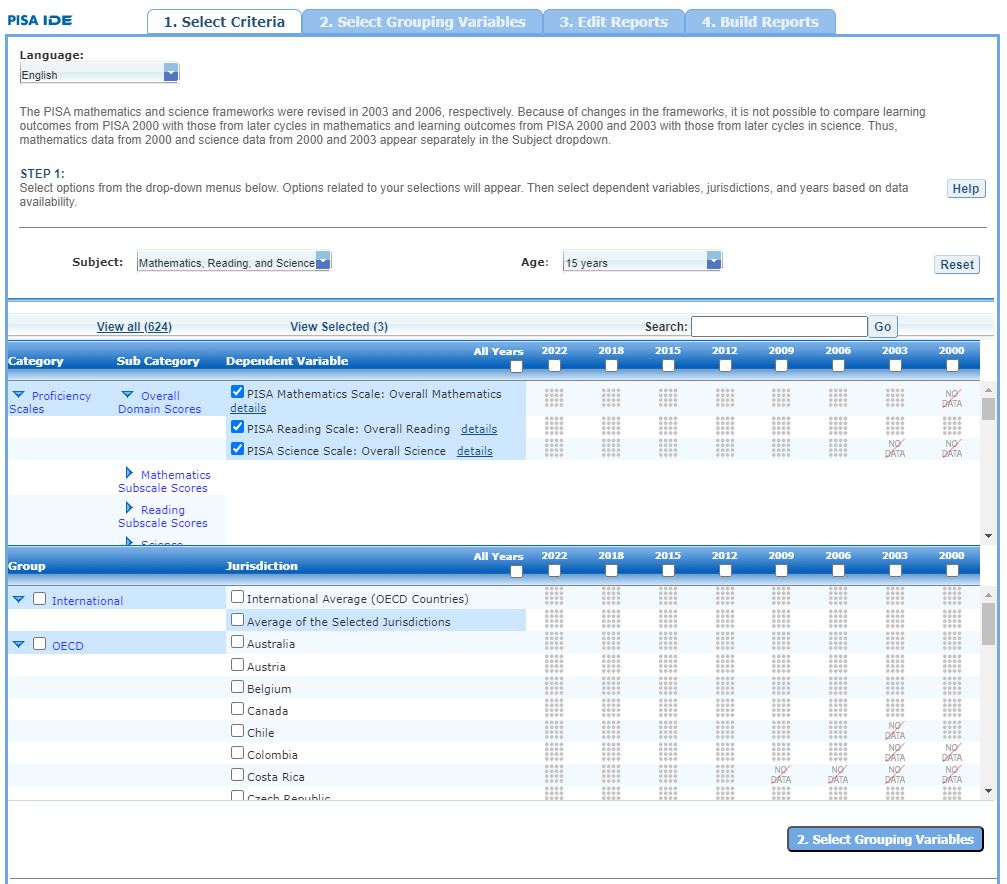 PISA IDE
1. Select Criteria
2. Select Grouping Variables
3. Edit Reports
4. Build Reports
Language:
English
The PISA mathematics and science frameworks were revised in 2003 and 2006, respectively. Because of changes in the frameworks, it is not possible to compare learning
outcomes from PISA 2000 with those from later cycles in mathematics and learning outcomes from PISA 2000 and 2003 with those from later cycles in science. Thus,
mathematics data from 2000 and science data from 2000 and 2003 appear separately in the Subject dropdown.
STEP 1:
Select options from the drop-down menus below. Options related to your selections will appear. Then select dependent variables, jurisdictions, and years based on data
availability.
Help
Subject: Mathematics, Reading, and Science Age: 15 years
Reset
View all (624) View Selected (3) Search: Go
Category Sub Category Dependent Variable All Years 2022 2018 2015 2012 2009 2006 2003 2000
Proficiency
Scales
Overall
Domain Scores
PISA Mathematics Scale: Overall Mathematics
details
NO
DATA
PISA Reading Scale: Overall Reading details
PISA Science Scale: Overall Science details
NO
DATA
NO
DATA
Mathematics
Subscale Scores
Reading
Subscale Scores
Science
Group Jurisdiction All Years 2022 2018 2015 2012 2009 2006 2003 2000
International
International Average (OECD Countries)
Average of the Selected Jurisdictions
OECD
Australia
Austria
Belgium
Canada
Chile
NO
DATA
Colombia
NO
DATA
NO
DATA
Costa Rica
NO
DATA
NO
DATA
NO
DATA
NO
DATA
Czech Republic
2. Select Grouping Variables